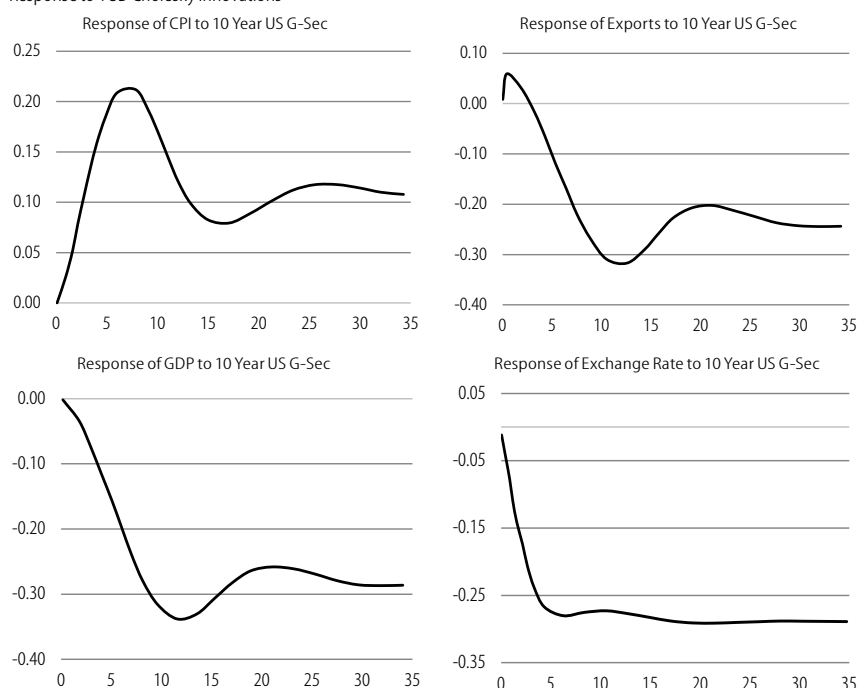 Response to Cholesky Innovations
Response of CPI to 10 Year US G-Sec
0.25
0.20
0.15
0.10
0.05
0.00
0 5 10 15 20 25 30 35
Response of Exports to 10 Year US G-Sec
0.10
0.00
-0.10
-0.20
-0.30
-0.40
0 5 10 15 20 25 30 35
Response of GDP to 10 Year US G-Sec
0.00
-0.10
-0.20
-0.30
-0.40
0 5 10 15 20 25 30 35
Response of Exchange Rate to 10 Year US G-Sec
0.05
-0.05
-0.15
-0.25
-0.35
0 5 10 15 20 25 30 35